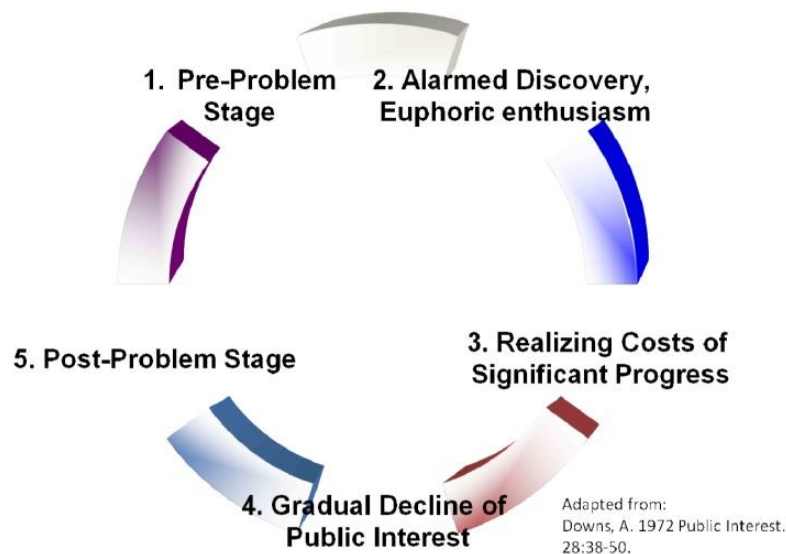 1. Pre-Problem
Stage
2. Alarmed Discovery,
Euphoric enthusiasm
3. Realizing Costs of
Significant Progress
4. Gradual Decline of
Public Interest
5. Post-Problem Stage
Adapted from:
Downs, A. 1972 Public Interest.
28:38-50.